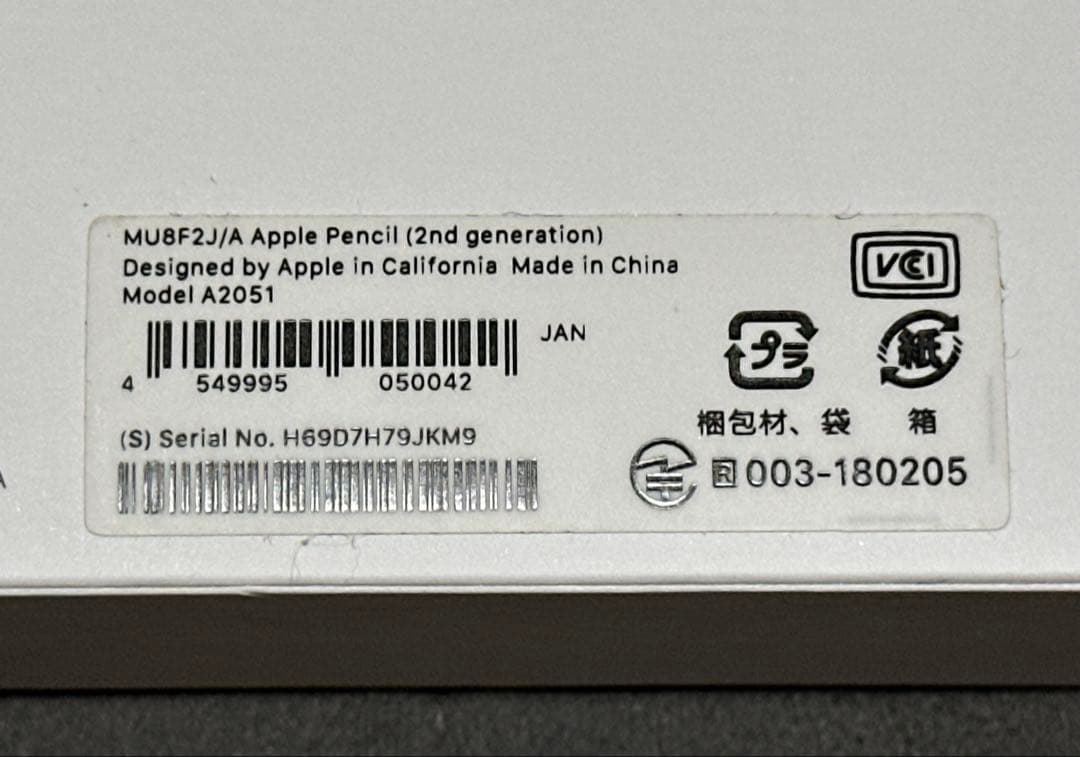 MU8F2J/A Apple Pencil (2nd generation)
Designed by Apple in California Made in China
Model A2051
JAN
4 549995 050042
(S) Serial No. H69D7H79JKM9
VCCI
プラ
紙
梱包材、袋
箱
R 003-180205
A